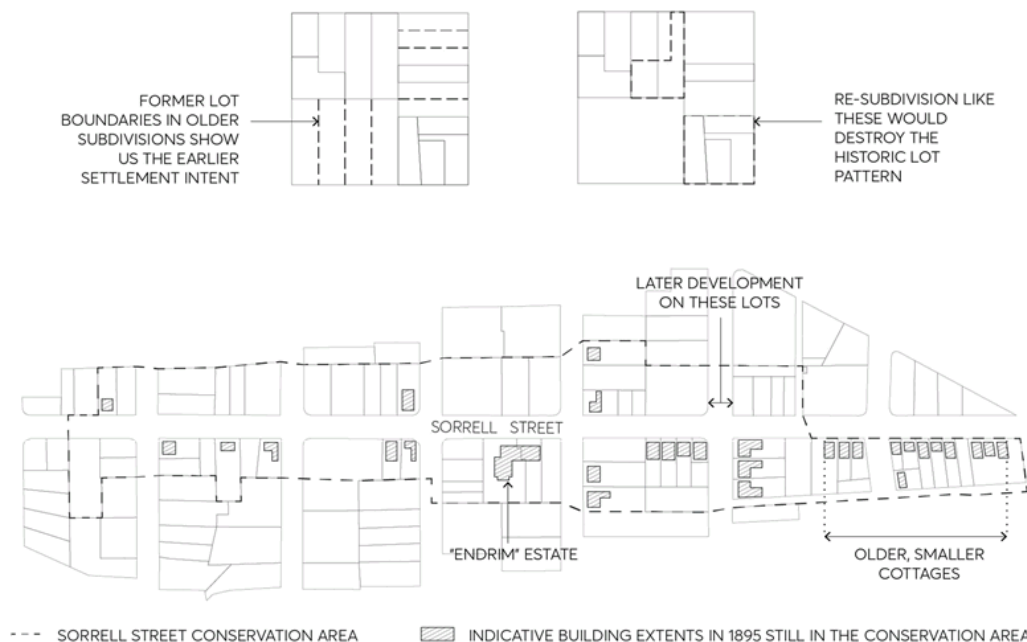 FORMER LOT
BOUNDARIES IN OLDER
SUBDIVISIONS SHOW
US THE EARLIER
SETTLEMENT INTENT
RE-SUBDIVISION LIKE
THESE WOULD
DESTROY THE
HISTORIC LOT
PATTERN
LATER DEVELOPMENT
ON THESE LOTS
SORRELL STREET
"ENDRIM" ESTATE
OLDER, SMALLER
COTTAGES
SORRELL STREET CONSERVATION AREA
INDICATIVE BUILDING EXTENTS IN 1895 STILL IN THE CONSERVATION AREA